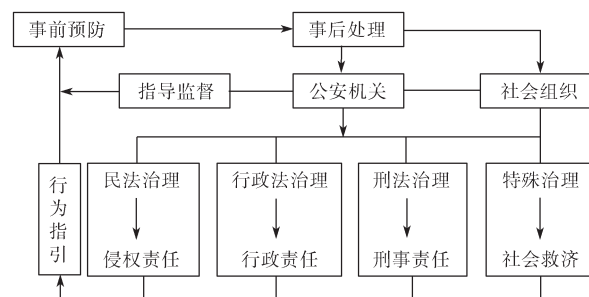 事前预防
事后处理
指导监督
公安机关
社会组织
行为指引
民法治理
行政法治理
刑法治理
特殊治理
侵权责任
行政责任
刑事责任
社会救济